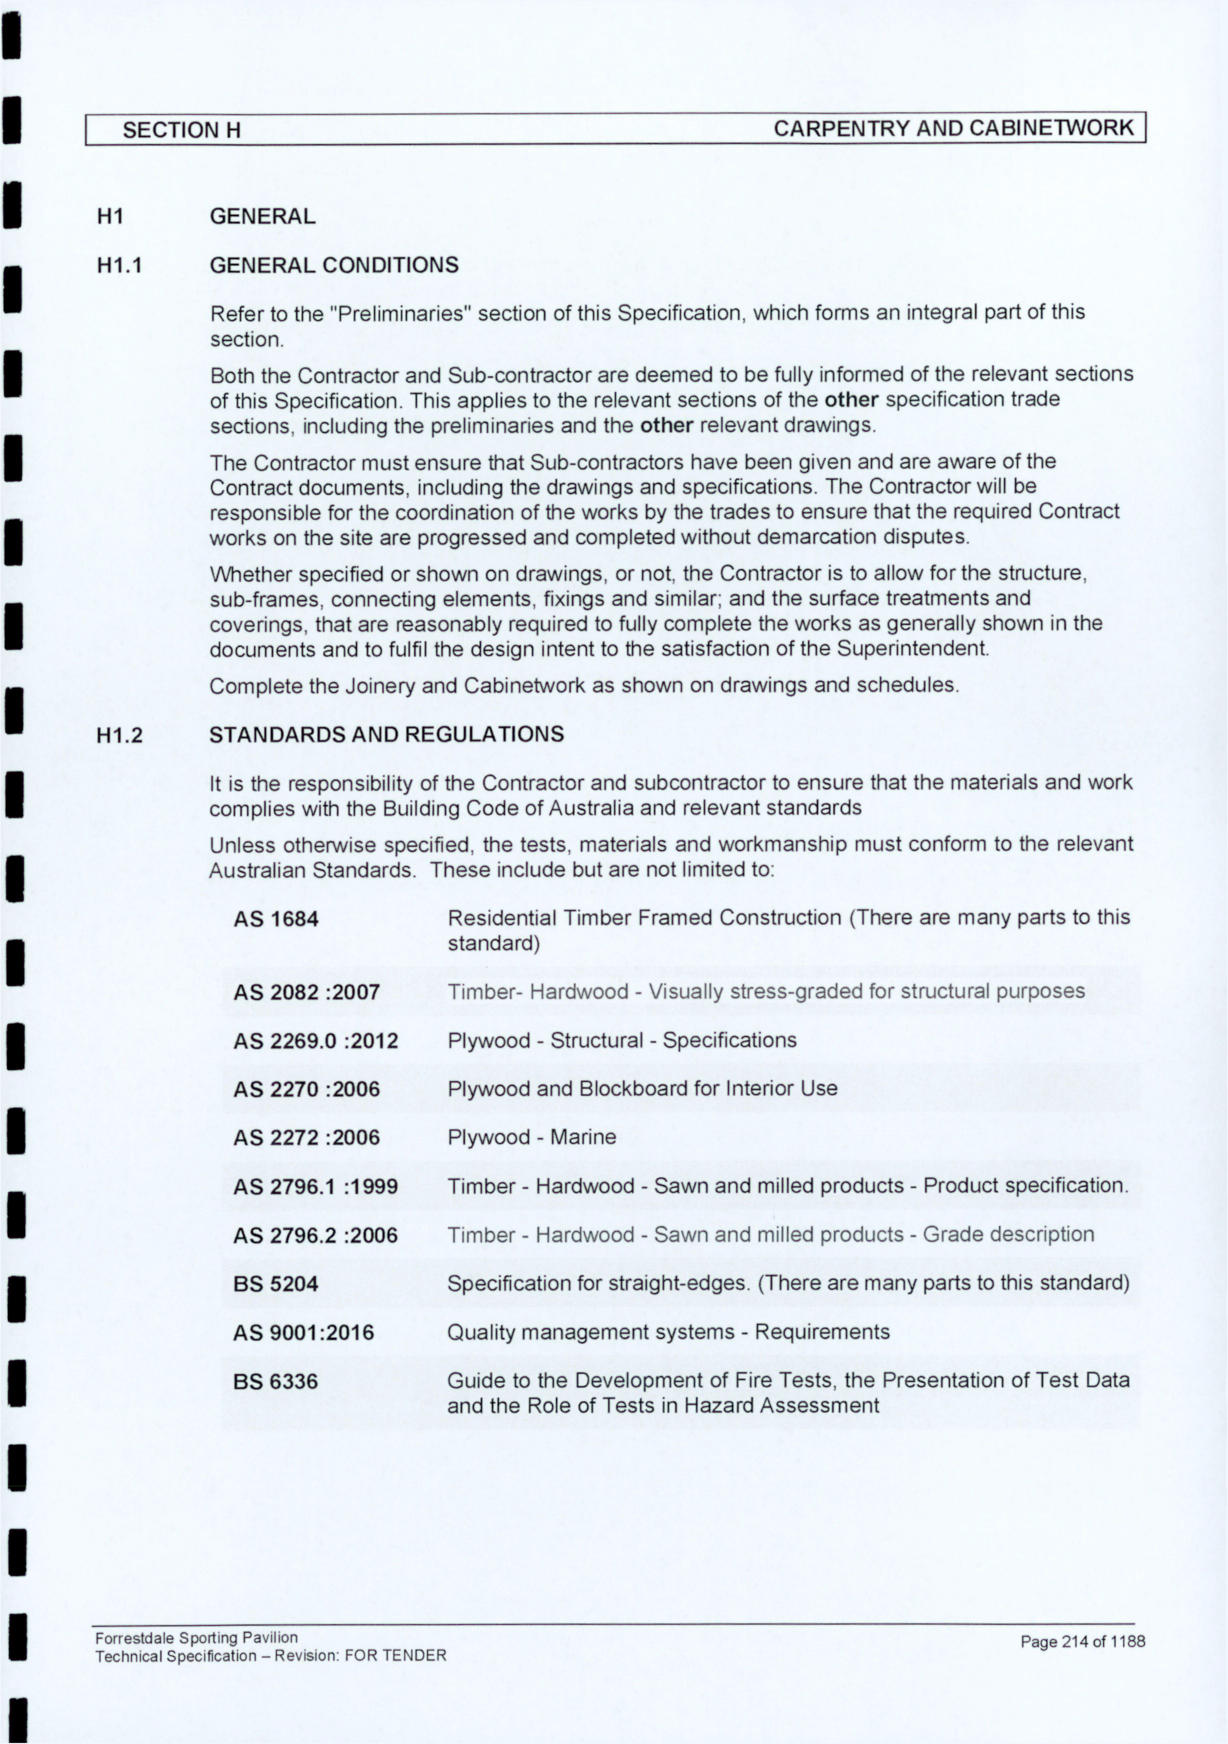 SECTION H CARPENTRY AND CABINETWORK
H1 GENERAL
H1.1 GENERAL CONDITIONS
Refer to the "Preliminaries" section of this Specification, which forms an integral part of this
section.
Both the Contractor and Sub-contractor are deemed to be fully informed of the relevant sections
of this Specification. This applies to the relevant sections of the other specification trade
sections, including the preliminaries and the other relevant drawings.
The Contractor must ensure that Sub-contractors have been given and are aware of the
Contract documents, including the drawings and specifications. The Contractor will be
responsible for the coordination of the works by the trades to ensure that the required Contract
works on the site are progressed and completed without demarcation disputes.
Whether specified or shown on drawings, or not, the Contractor is to allow for the structure,
sub-frames, connecting elements, fixings and similar; and the surface treatments and
coverings, that are reasonably required to fully complete the works as generally shown in the
documents and to fulfil the design intent to the satisfaction of the Superintendent.
Complete the Joinery and Cabinetwork as shown on drawings and schedules.
H1.2 STANDARDS AND REGULATIONS
It is the responsibility of the Contractor and subcontractor to ensure that the materials and work
complies with the Building Code of Australia and relevant standards
Unless otherwise specified, the tests, materials and workmanship must conform to the relevant
Australian Standards. These include but are not limited to:
AS 1684 Residential Timber Framed Construction (There are many parts to this
standard)
AS 2082 :2007 Timber- Hardwood - Visually stress-graded for structural purposes
AS 2269.0 :2012 Plywood - Structural - Specifications
AS 2270 :2006 Plywood and Blockboard for Interior Use
AS 2272 :2006 Plywood - Marine
AS 2796.1 :1999 Timber - Hardwood - Sawn and milled products - Product specification.
AS 2796.2 :2006 Timber - Hardwood - Sawn and milled products - Grade description
BS 5204 Specification for straight-edges. (There are many parts to this standard)
AS 9001:2016 Quality management systems - Requirements
BS 6336 Guide to the Development of Fire Tests, the Presentation of Test Data
and the Role of Tests in Hazard Assessment
Forrestdale Sporting Pavilion
Technical Specification – Revision: FOR TENDER
Page 214 of 1188